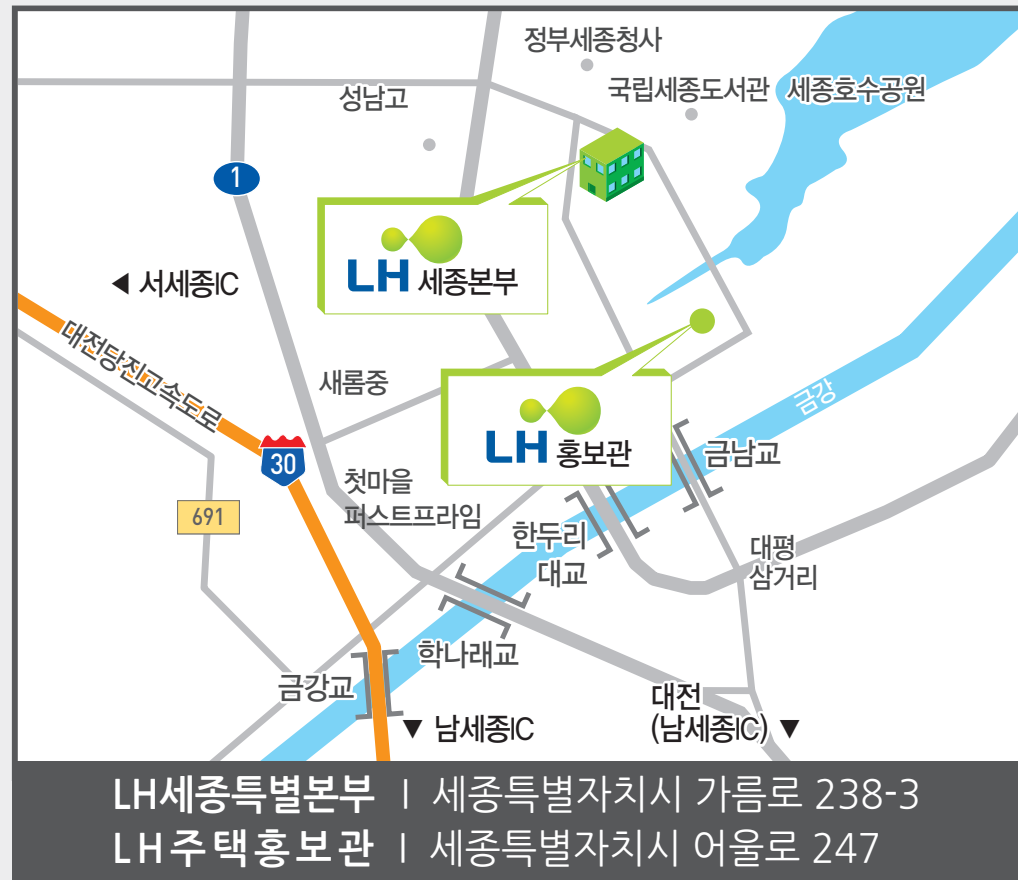 정부세종청사
국립세종도서관
세종호수공원
성남고
1
LH 세종본부
◀ 서세종IC
대전당진고속도로
새롬중
LH 홍보관
금강
30
691
첫마을
퍼스트프라임
금남교
한두리
대교
대평
삼거리
학나래교
금강교
▼ 남세종IC
대전
(남세종IC) ▼
LH세종특별본부 | 세종특별자치시 가름로 238-3
LH주택홍보관 | 세종특별자치시 어울로 247